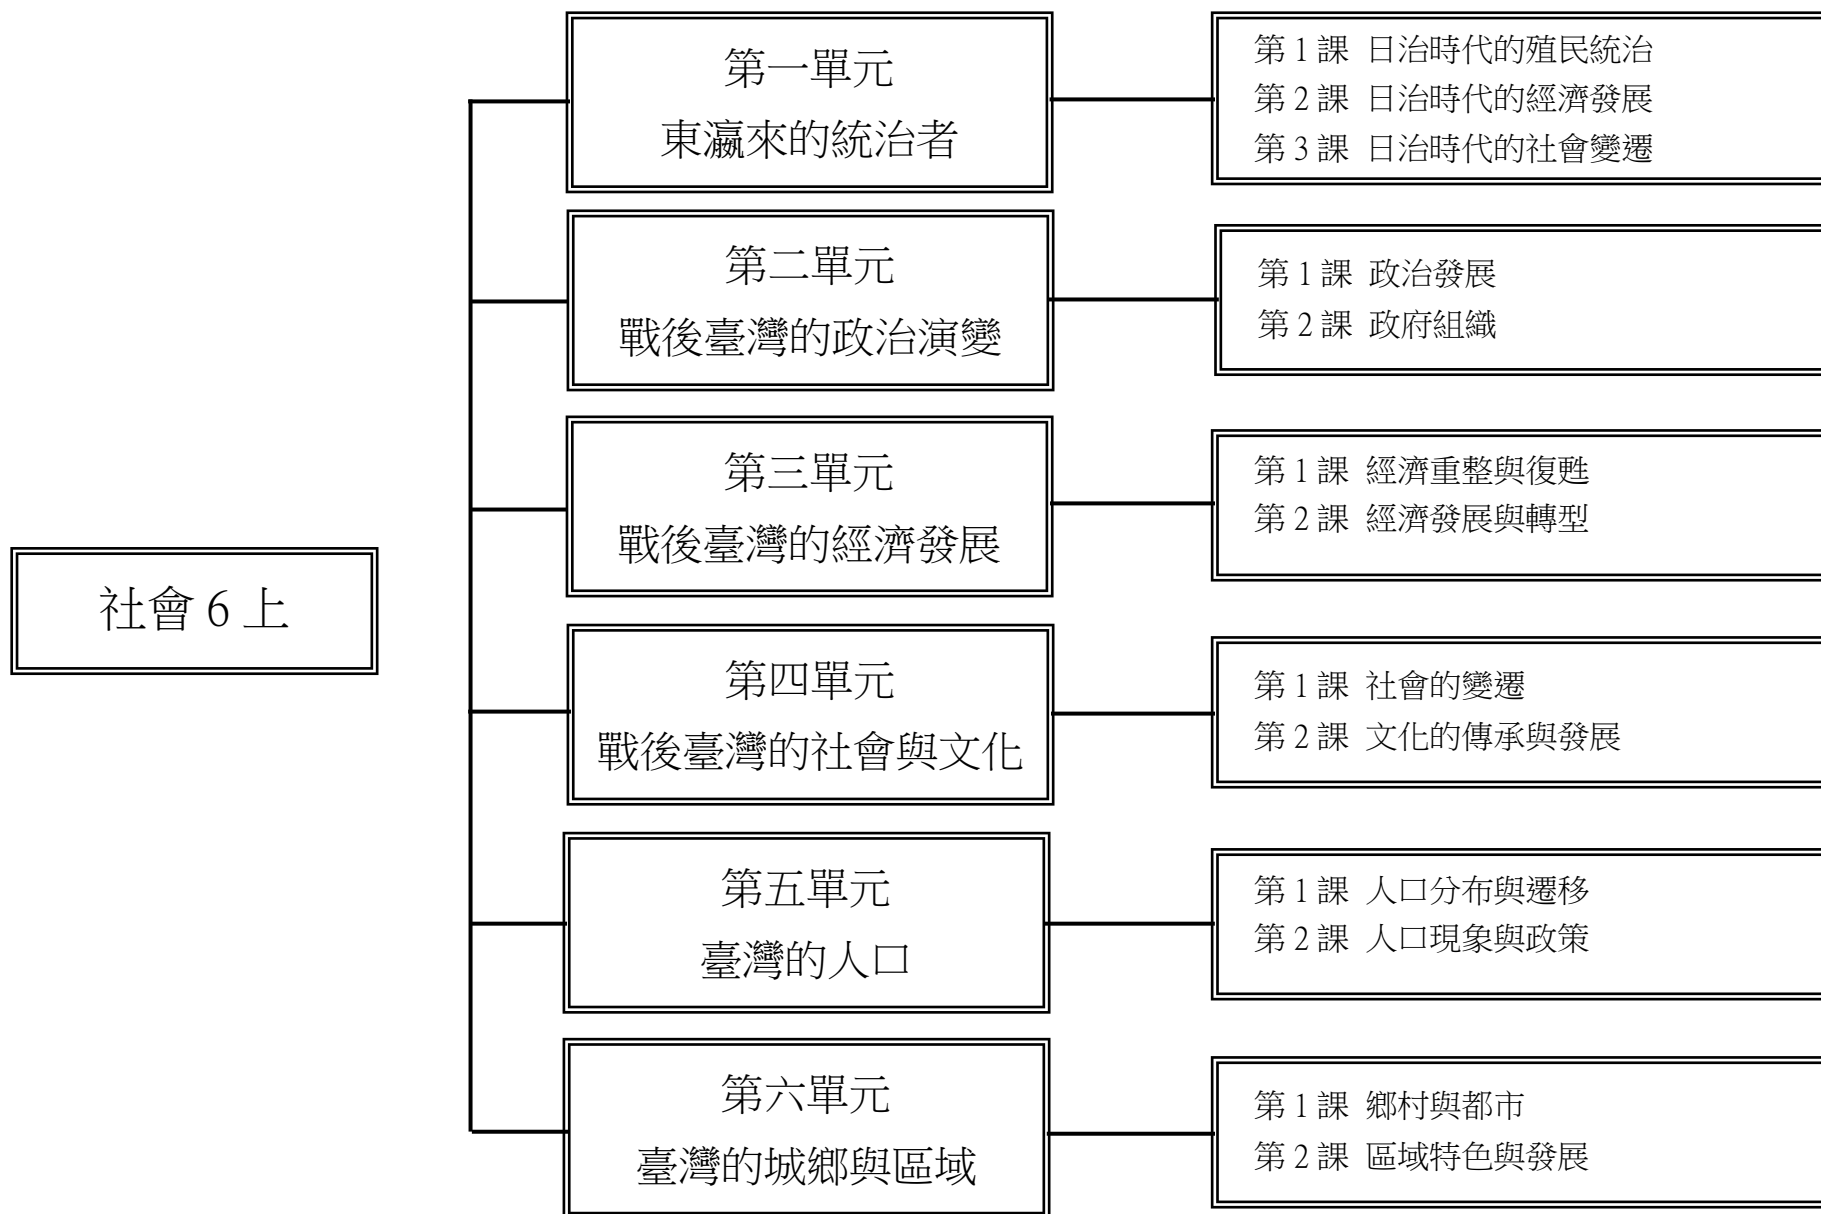 社會 6 上
第一單元
東瀛來的統治者
第 1 課 日治時代的殖民統治
第 2 課 日治時代的經濟發展
第 3 課 日治時代的社會變遷
第二單元
戰後臺灣的政治演變
第 1 課 政治發展
第 2 課 政府組織
第三單元
戰後臺灣的經濟發展
第 1 課 經濟重整與復甦
第 2 課 經濟發展與轉型
第四單元
戰後臺灣的社會與文化
第 1 課 社會的變遷
第 2 課 文化的傳承與發展
第五單元
臺灣的人口
第 1 課 人口分布與遷移
第 2 課 人口現象與政策
第六單元
臺灣的城鄉與區域
第 1 課 鄉村與都市
第 2 課 區域特色與發展